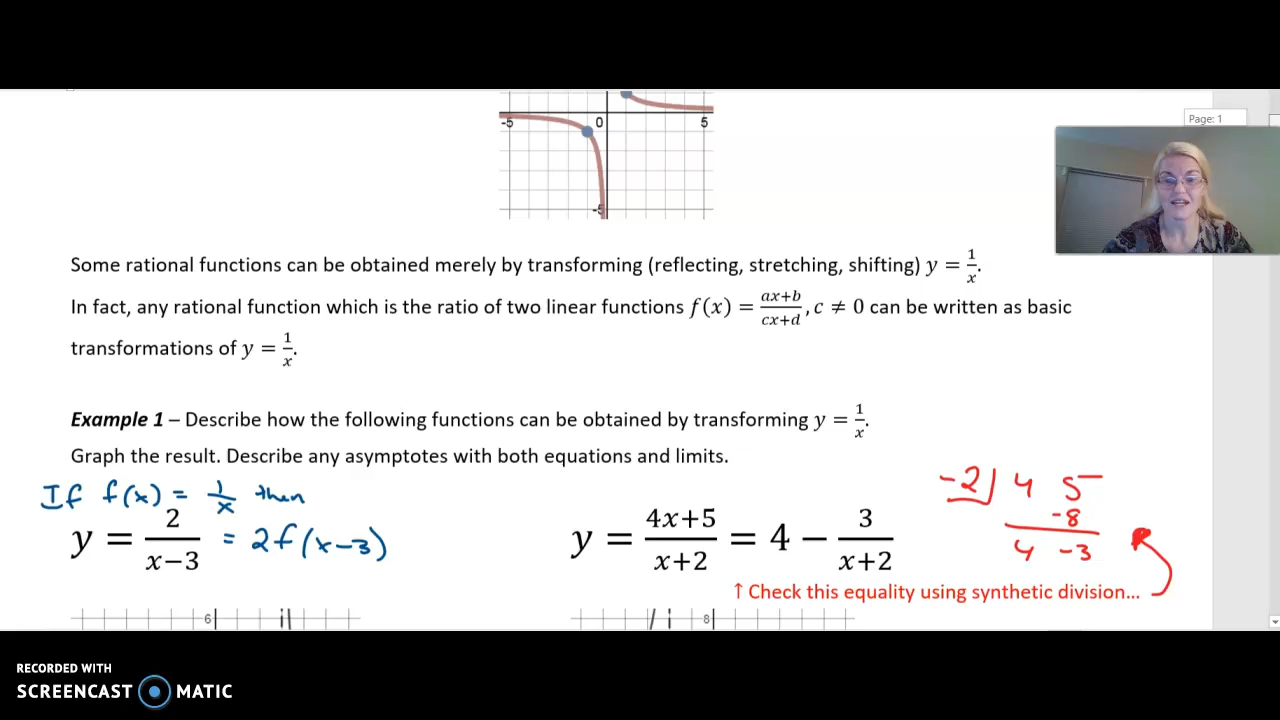 -5 0 5
Page: 1
-5
Some rational functions can be obtained merely by transforming (reflecting, stretching, shifting) y = 1/x.
In fact, any rational function which is the ratio of two linear functions f(x) = ax+b/cx+d, c ≠ 0 can be written as basic
transformations of y = 1/x.
Example 1 – Describe how the following functions can be obtained by transforming y = 1/x.
Graph the result. Describe any asymptotes with both equations and limits.
If f(x) = 1/x then
y = 2/x−3 = 2f(x-3)
y = 4x+5/x+2 = 4 − 3/x+2
-2 4 5
-8
4 -3
↑ Check this equality using synthetic division...
6
8
RECORDED WITH
SCREENCAST MATIC